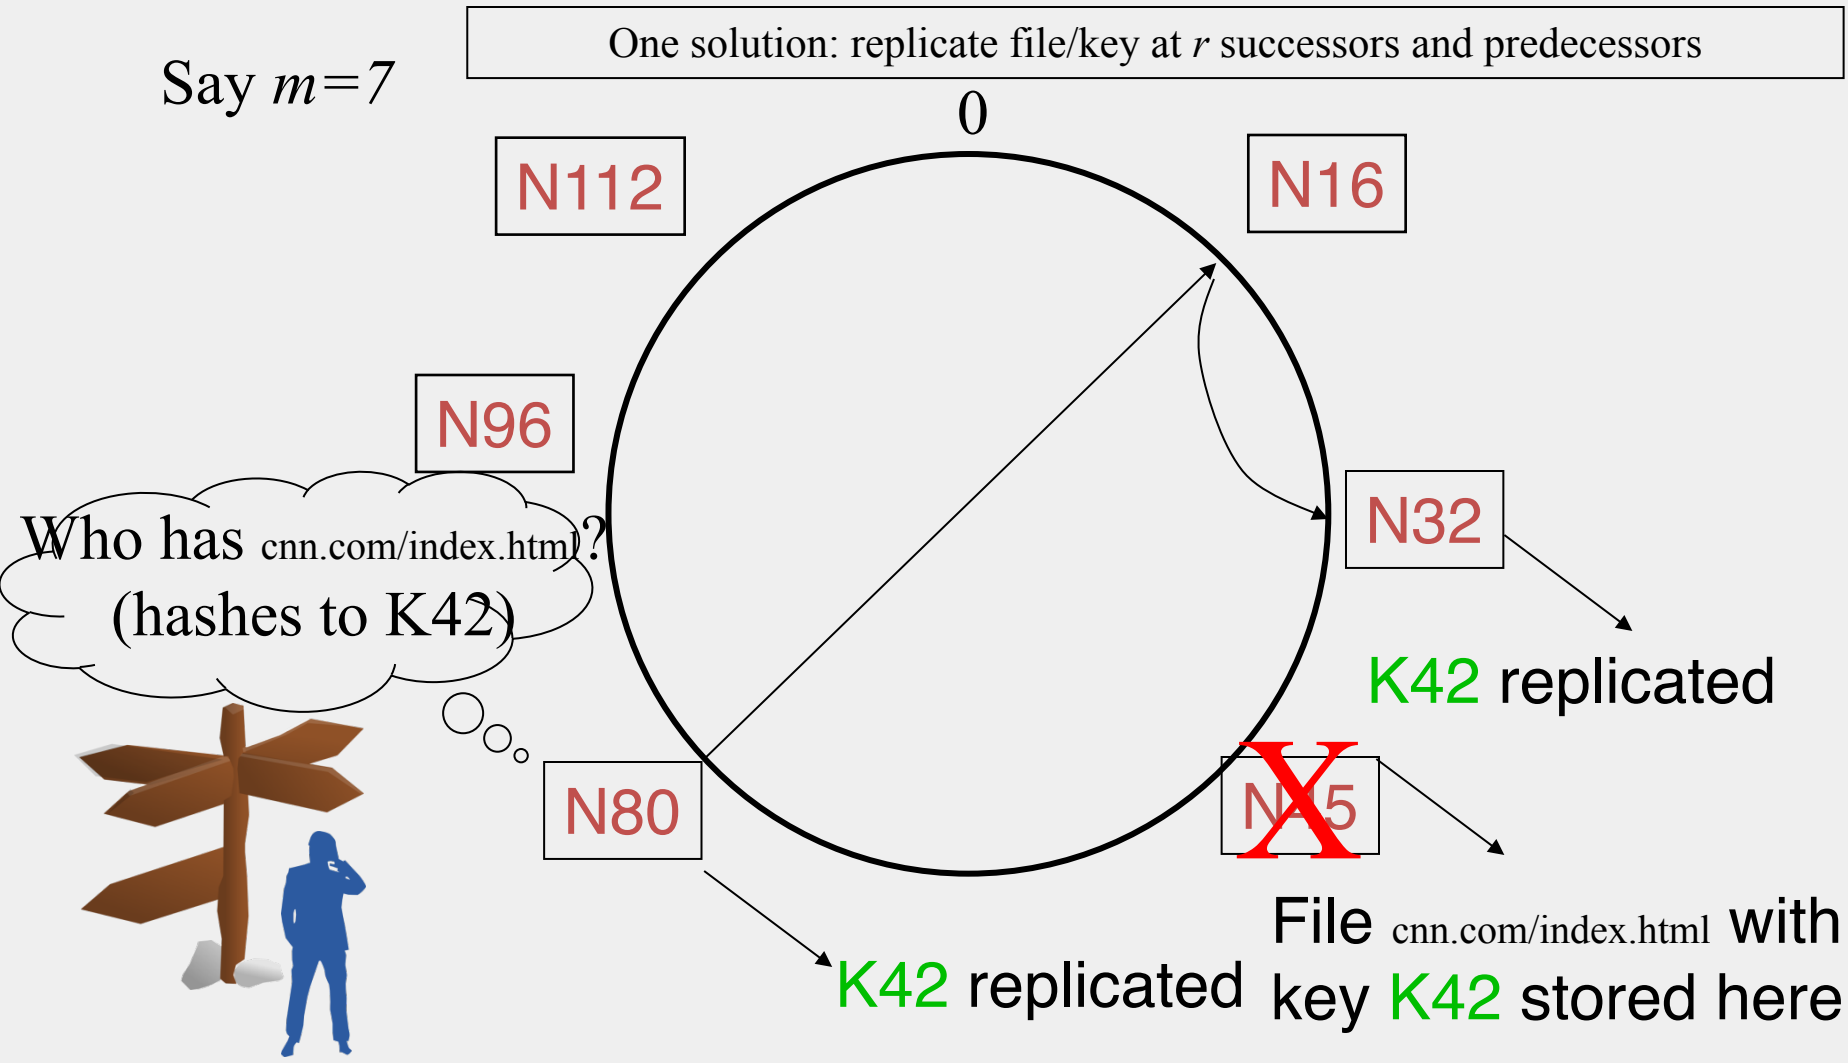 One solution: replicate file/key at r successors and predecessors
Say m=7
0
N112
N16
N96
N32
Who has cnn.com/index.html?
(hashes to K42)
K42 replicated
N80
N45
X
File cnn.com/index.html with
key K42 stored here
K42 replicated